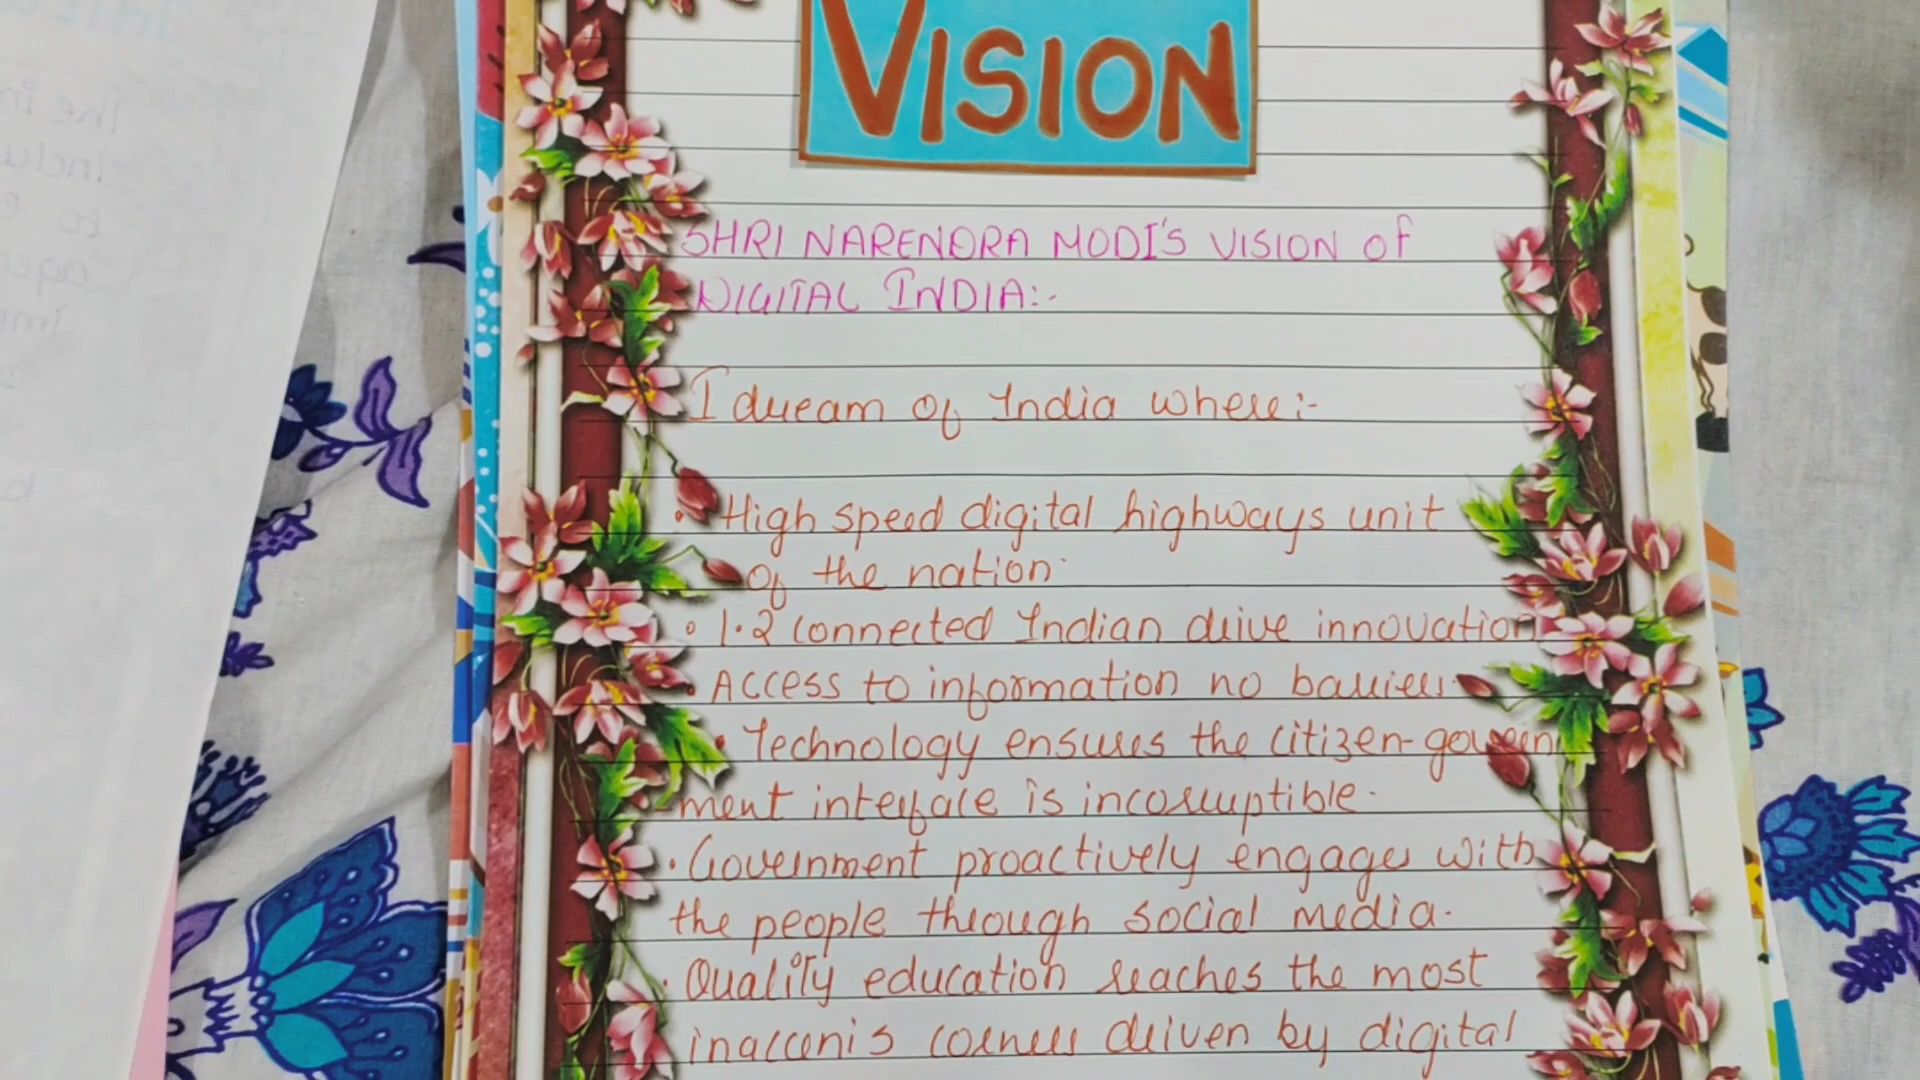 VISION
SHRI NARENDRA MODI'S VISION of
DIGITAL INDIA:-
I dream of India where:-
• High speed digital highways unit
of the nation.
• 1.2 connected Indian drive innovation
• Access to information no barriers.
• Technology ensures the citizen-govern
ment interface is incorruptible.
• Government proactively engages with
the people through social media.
• Quality education reaches the most
corners driven by digital